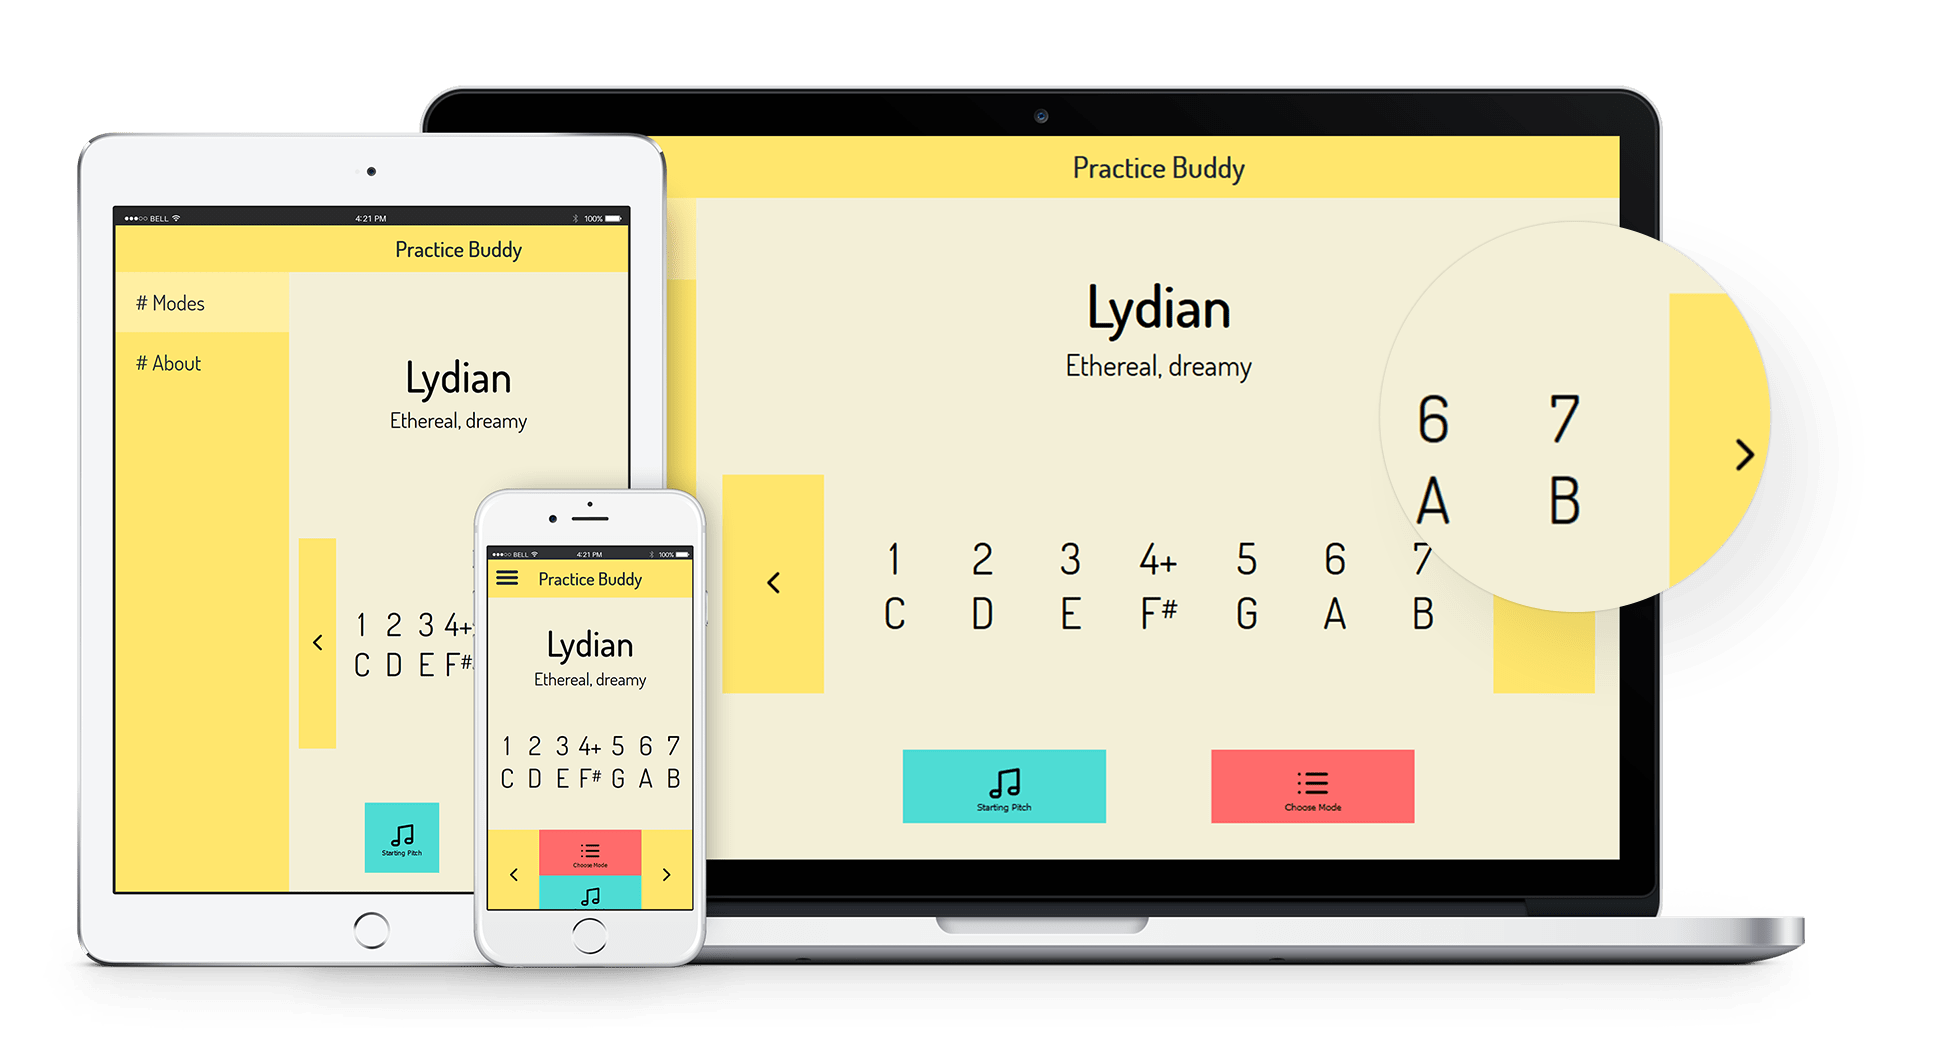 ●●●○○ BELL 4:21 PM 100%
Practice Buddy
# Modes
# About
Lydian
Ethereal, dreamy
1 2 3 4+
C D E F#
Starting Pitch
●●●○○ BELL 4:21 PM 100%
Practice Buddy
Lydian
Ethereal, dreamy
1 2 3 4+ 5 6 7
C D E F# G A B
Choose Mode
Practice Buddy
Lydian
Ethereal, dreamy
1 2 3 4+ 5 6 7
C D E F# G A B
Starting Pitch
Choose Mode
6 7
A B